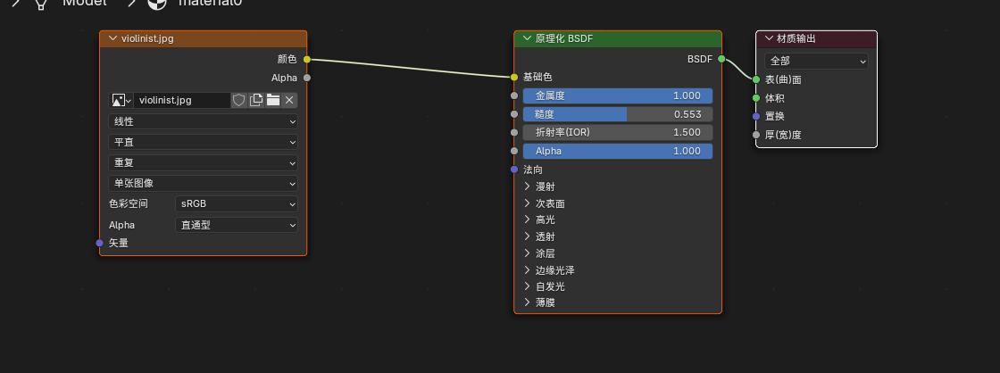 Model
material0
violinist.jpg
颜色
Alpha
violinist.jpg
线性
平直
重复
单张图像
色彩空间 sRGB
Alpha 直通型
矢量
原理化 BSDF
BSDF
基础色
金属度 1.000
糙度 0.553
折射率(IOR) 1.500
Alpha 1.000
法向
漫射
次表面
高光
透射
涂层
边缘光泽
自发光
薄膜
材质输出
全部
表(曲)面
体积
置换
厚(宽)度